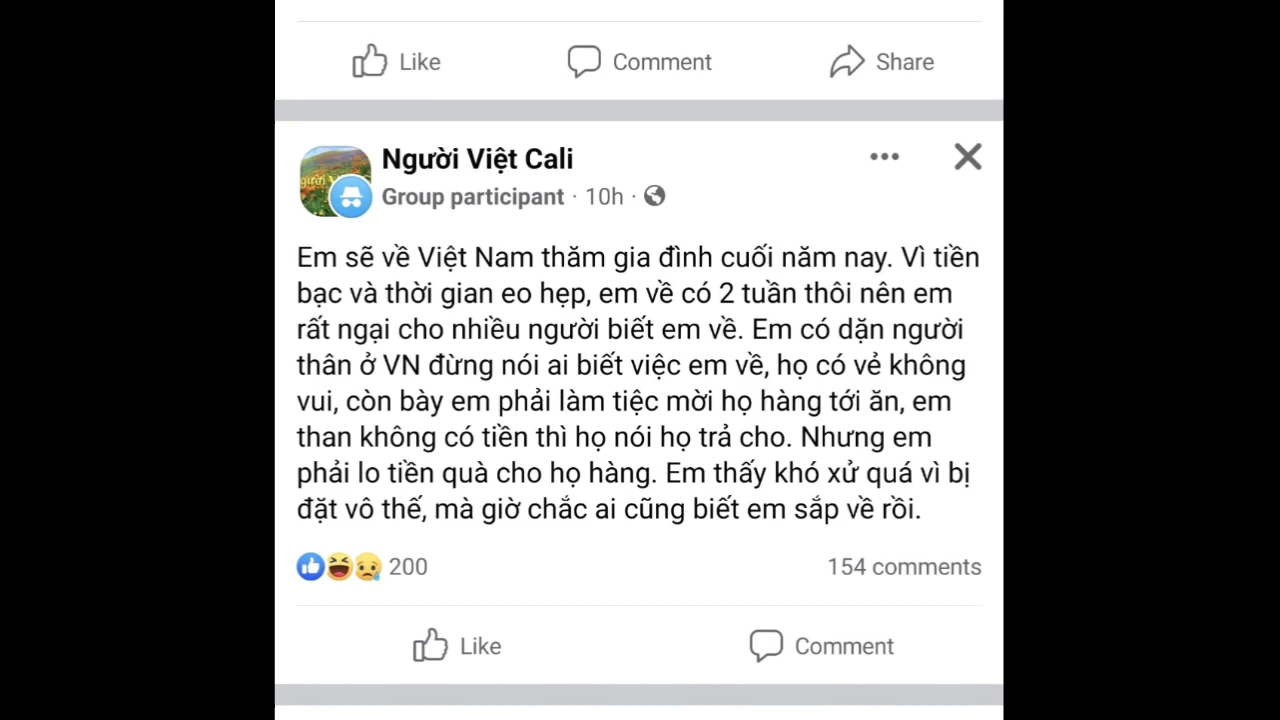 Like Comment Share
Người Việt Cali
Group participant · 10h ·
Em sẽ về Việt Nam thăm gia đình cuối năm nay. Vì tiền
bạc và thời gian eo hẹp, em về có 2 tuần thôi nên em
rất ngại cho nhiều người biết em về. Em có dặn người
thân ở VN đừng nói ai biết việc em về, họ có vẻ không
vui, còn bày em phải làm tiệc mời họ hàng tới ăn, em
than không có tiền thì họ nói họ trả cho. Nhưng em
phải lo tiền quà cho họ hàng. Em thấy khó xử quá vì bị
đặt vô thế, mà giờ chắc ai cũng biết em sắp về rồi.
200 154 comments
Like Comment